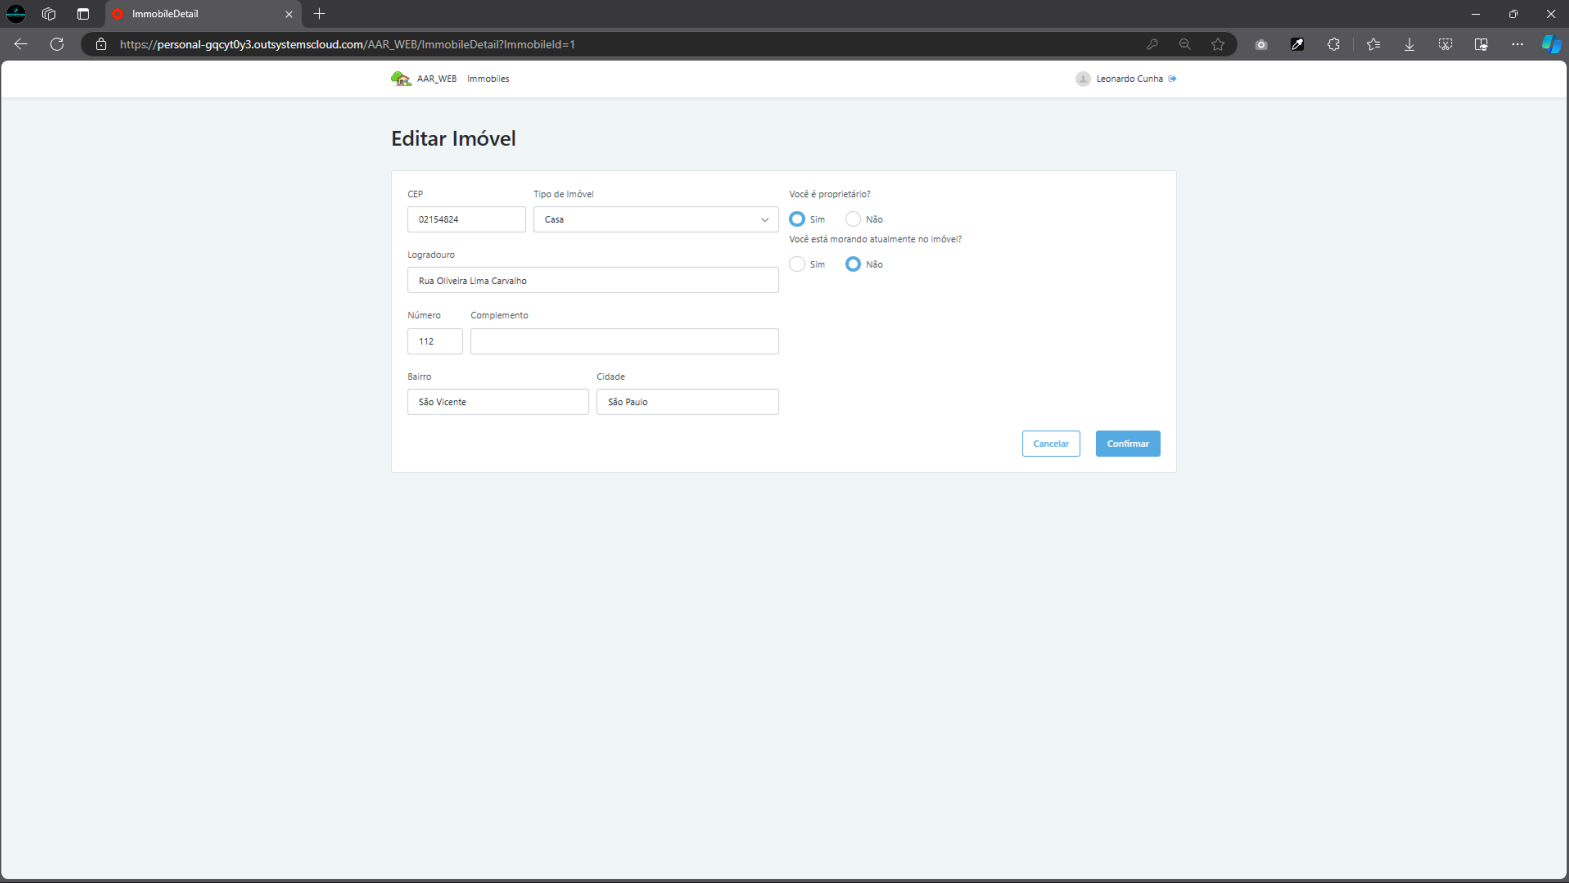 ImmobileDetail
https://personal-gqcyt0y3.outsystemscloud.com/AAR_WEB/ImmobileDetail?ImmobileId=1
AAR_WEB Immobiles Leonardo Cunha
Editar Imóvel
CEP Tipo de Imóvel Você é proprietário?
02154824 Casa Sim Não
Você está morando atualmente no imóvel?
Logradouro Sim Não
Rua Oliveira Lima Carvalho
Número Complemento
112
Bairro Cidade
São Vicente São Paulo
Cancelar Confirmar